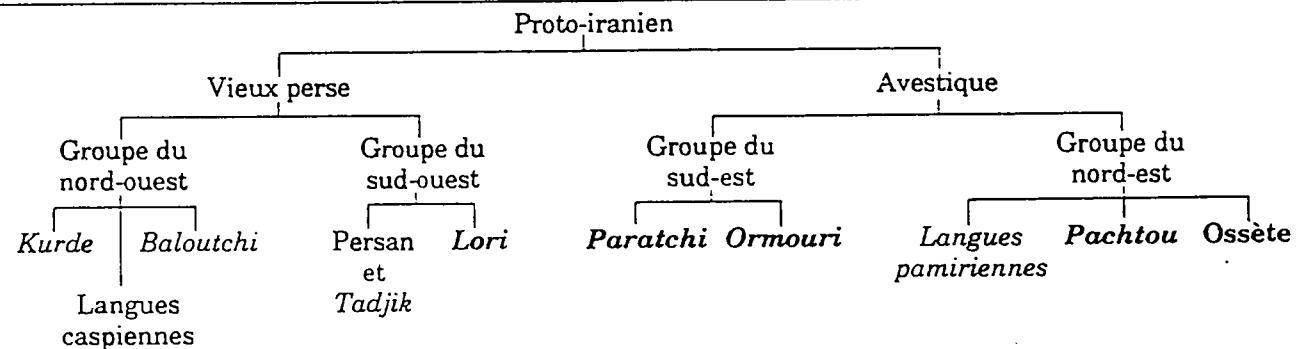 Proto-iranien
Vieux perse
Avestique
Groupe du
nord-ouest
Groupe du
sud-ouest
Groupe du
sud-est
Groupe du
nord-est
Kurde
Baloutchi
Langues
caspiennes
Persan
et
Tadjik
Lori
Paratchi
Ormouri
Langues
pamiriennes
Pachtou
Ossète